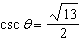 csc θ = √13 / 2